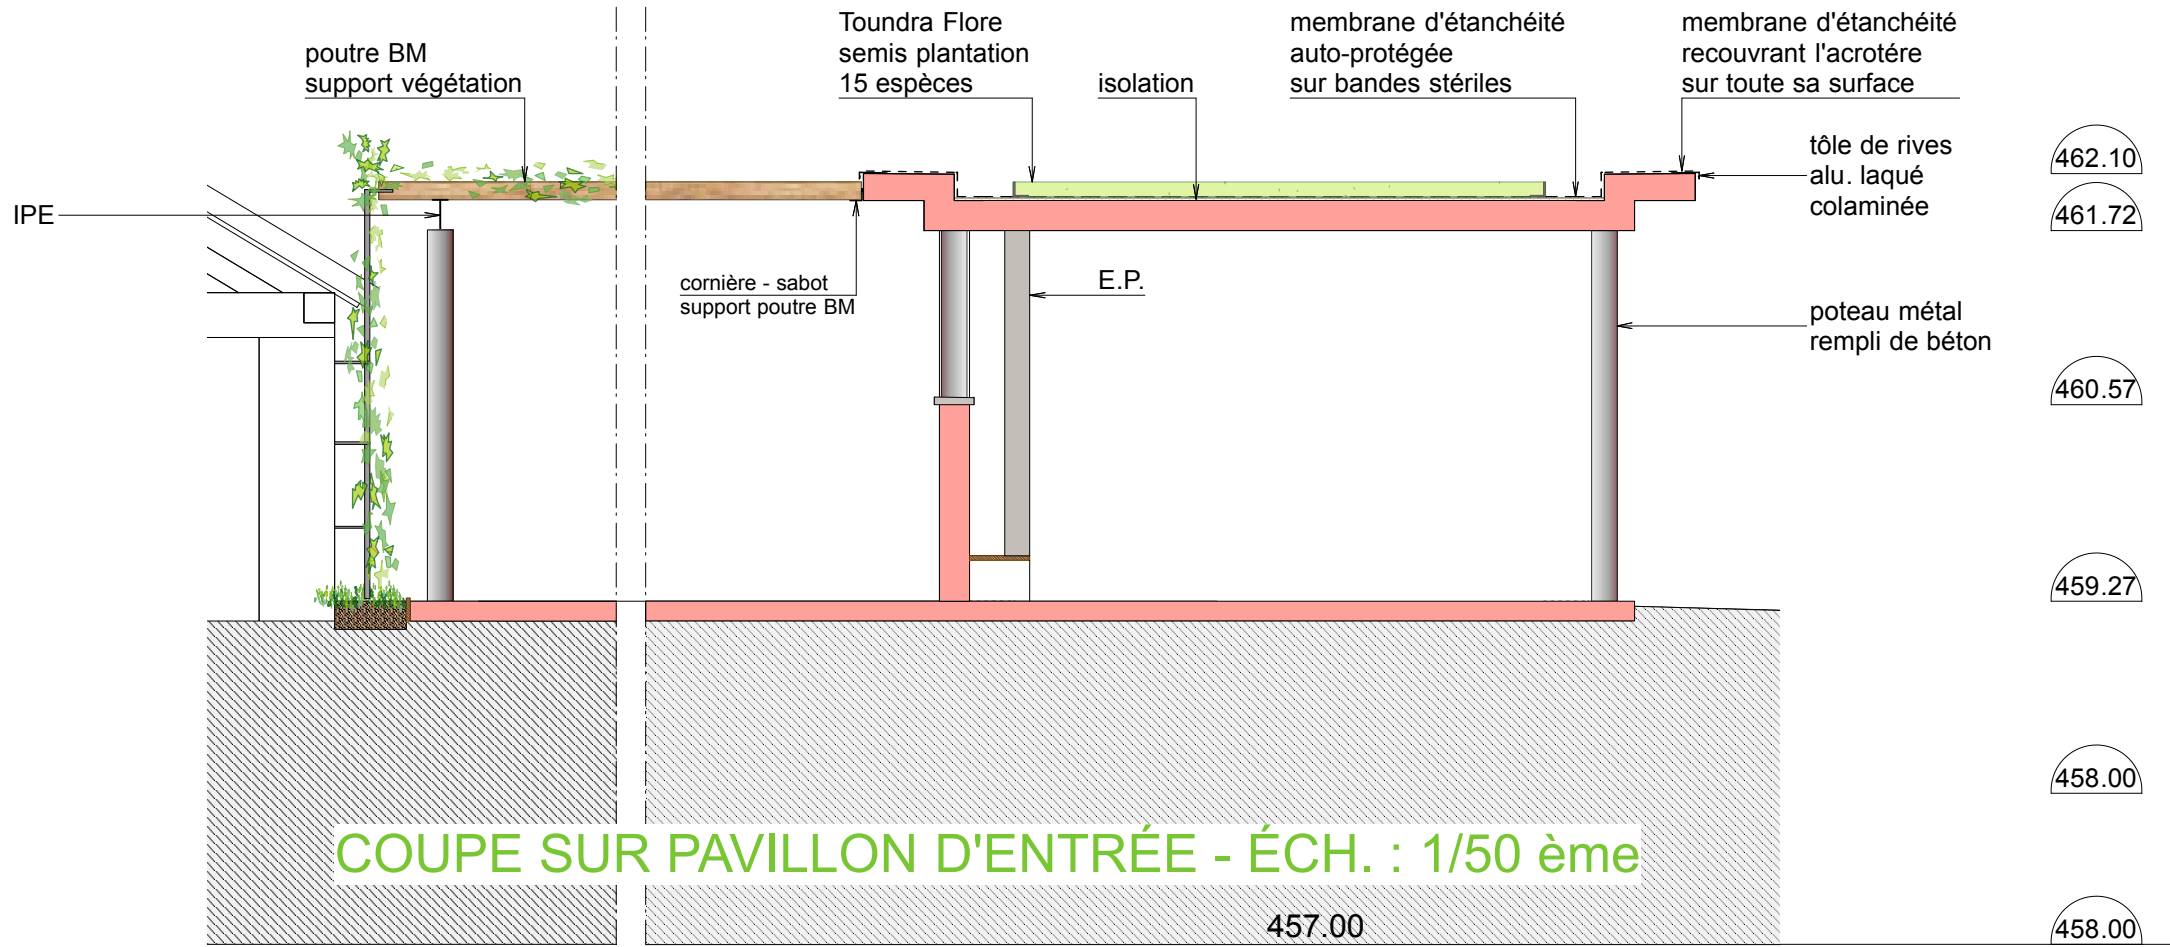 poutre BM
support végétation
Toundra Flore
semis plantation
15 espèces
isolation
membrane d'étanchéité
auto-protégée
sur bandes stériles
membrane d'étanchéité
recouvrant l'acrotére
sur toute sa surface
tôle de rives
alu. laqué
colaminée
462.10
IPE
461.72
cornière - sabot
support poutre BM
E.P.
poteau métal
rempli de béton
460.57
459.27
458.00
COUPE SUR PAVILLON D'ENTRÉE - ÉCH. : 1/50 ème
457.00
458.00